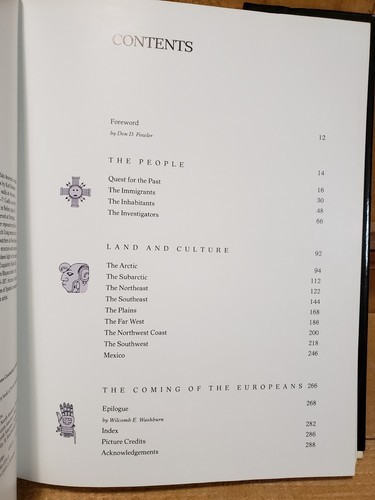 CONTENTS
Foreword
by Don D. Fowler 12
THE PEOPLE 14
Quest for the Past 16
The Immigrants 30
The Inhabitants 48
The Investigators 66
LAND AND CULTURE 92
The Arctic 94
The Subarctic 112
The Northeast 122
The Southeast 144
The Plains 168
The Far West 186
The Northwest Coast 200
The Southwest 218
Mexico 246
THE COMING OF THE EUROPEANS 266
Epilogue 268
by Wilcomb E. Washburn
Index 282
Picture Credits 286
Acknowledgements 288